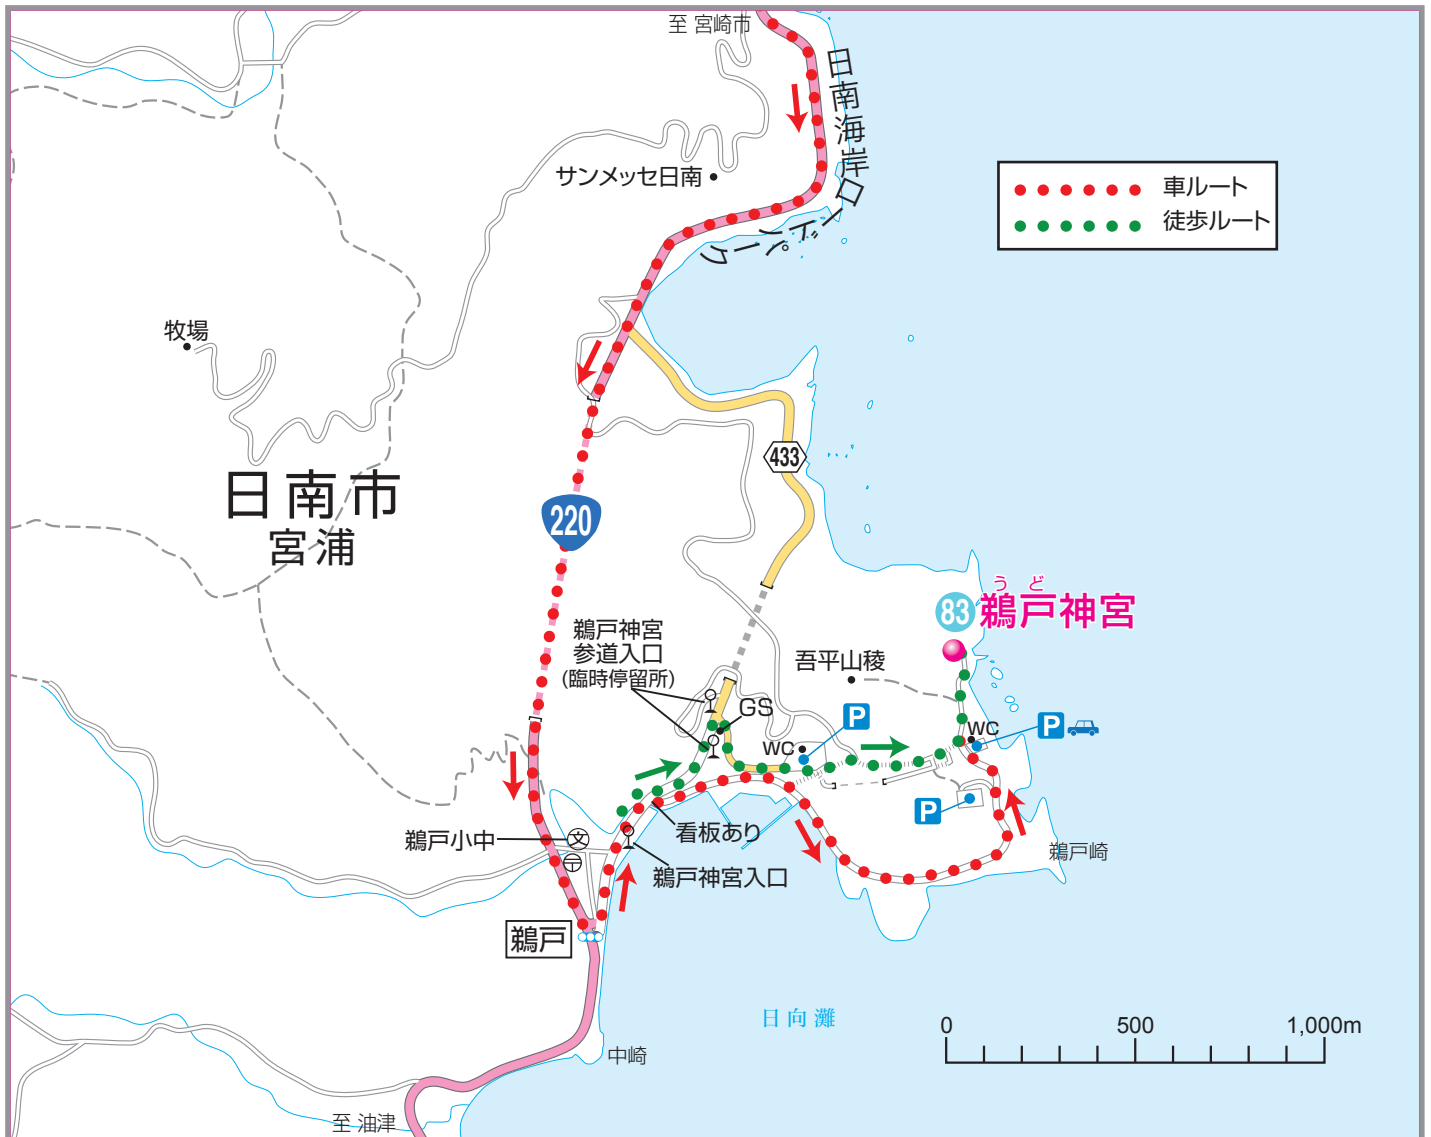 至 宮崎市
日南海岸ロードパーク
サンメッセ日南
車ルート
徒歩ルート
牧場
433
日南市
宮浦
220
うど
83 鵜戸神宮
鵜戸神宮
参道入口
(臨時停留所)
吾平山稜
GS
P
WC
WC
P
P
看板あり
鵜戸小中
文
鵜戸神宮入口
鵜戸崎
鵜戸
日向灘
0 500 1,000m
中崎
至 油津